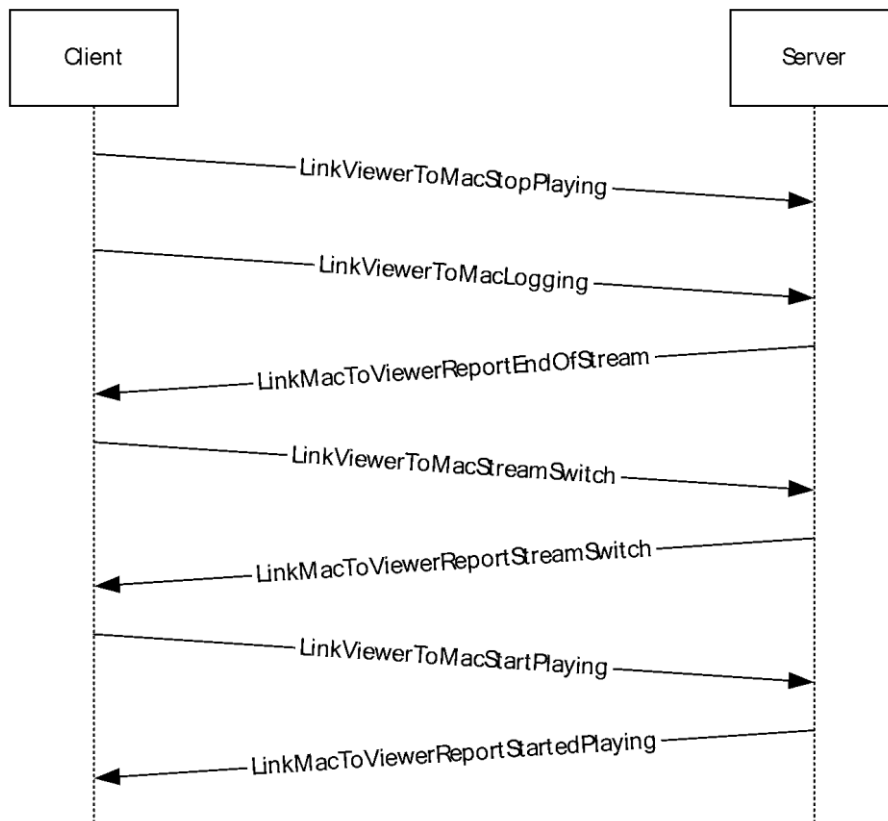 Client
Server
LinkViewerToMacStopPlaying
LinkViewerToMacLogging
LinkMacToViewerReportEndOfStream
LinkViewerToMacStreamSwitch
LinkMacToViewerReportStreamSwitch
LinkViewerToMacStartPlaying
LinkMacToViewerReportStartedPlaying